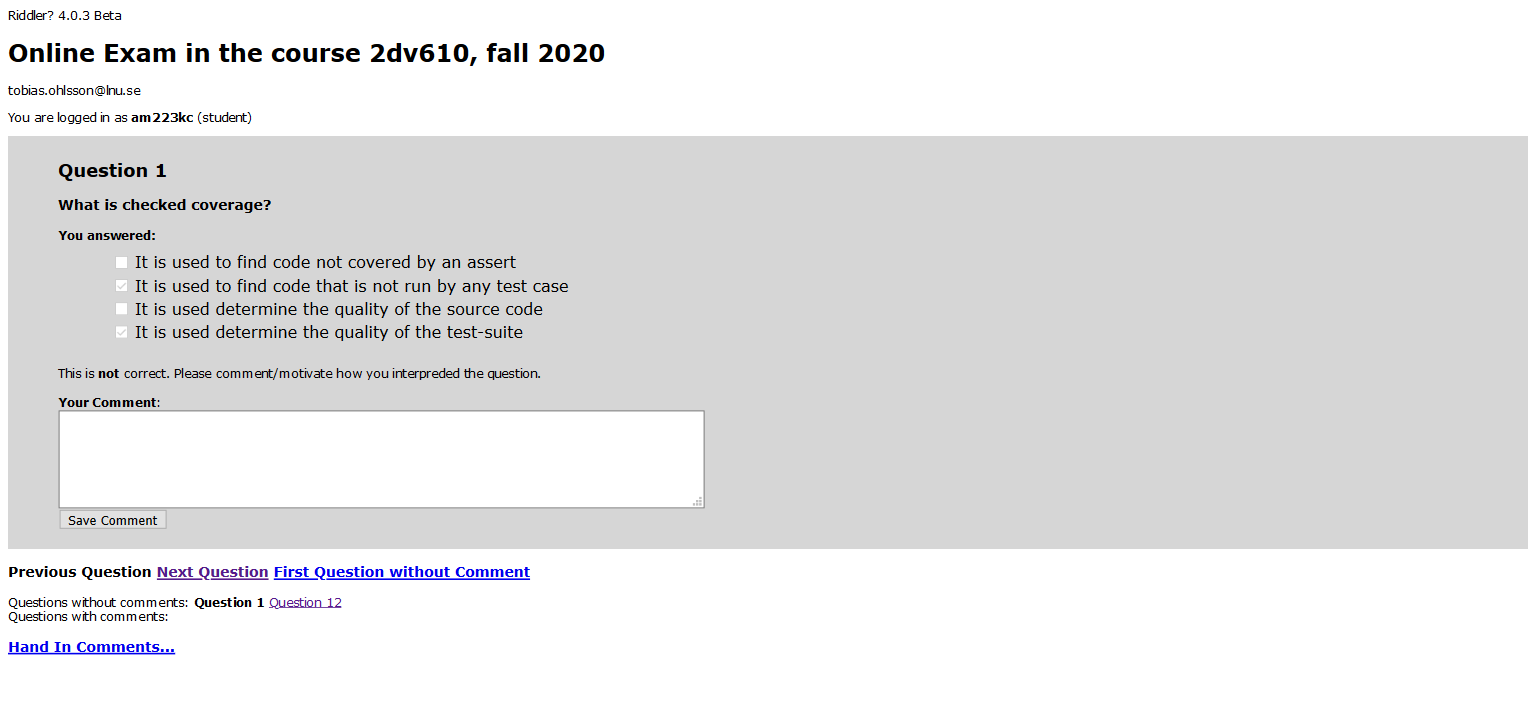 Riddler? 4.0.3 Beta
Online Exam in the course 2dv610, fall 2020
tobias.ohlsson@lnu.se
You are logged in as am223kc (student)
Question 1
What is checked coverage?
You answered:
It is used to find code not covered by an assert
It is used to find code that is not run by any test case
It is used determine the quality of the source code
It is used determine the quality of the test-suite
This is not correct. Please comment/motivate how you interpreded the question.
Your Comment:
Save Comment
Previous Question Next Question First Question without Comment
Questions without comments: Question 1 Question 12
Questions with comments:
Hand In Comments...